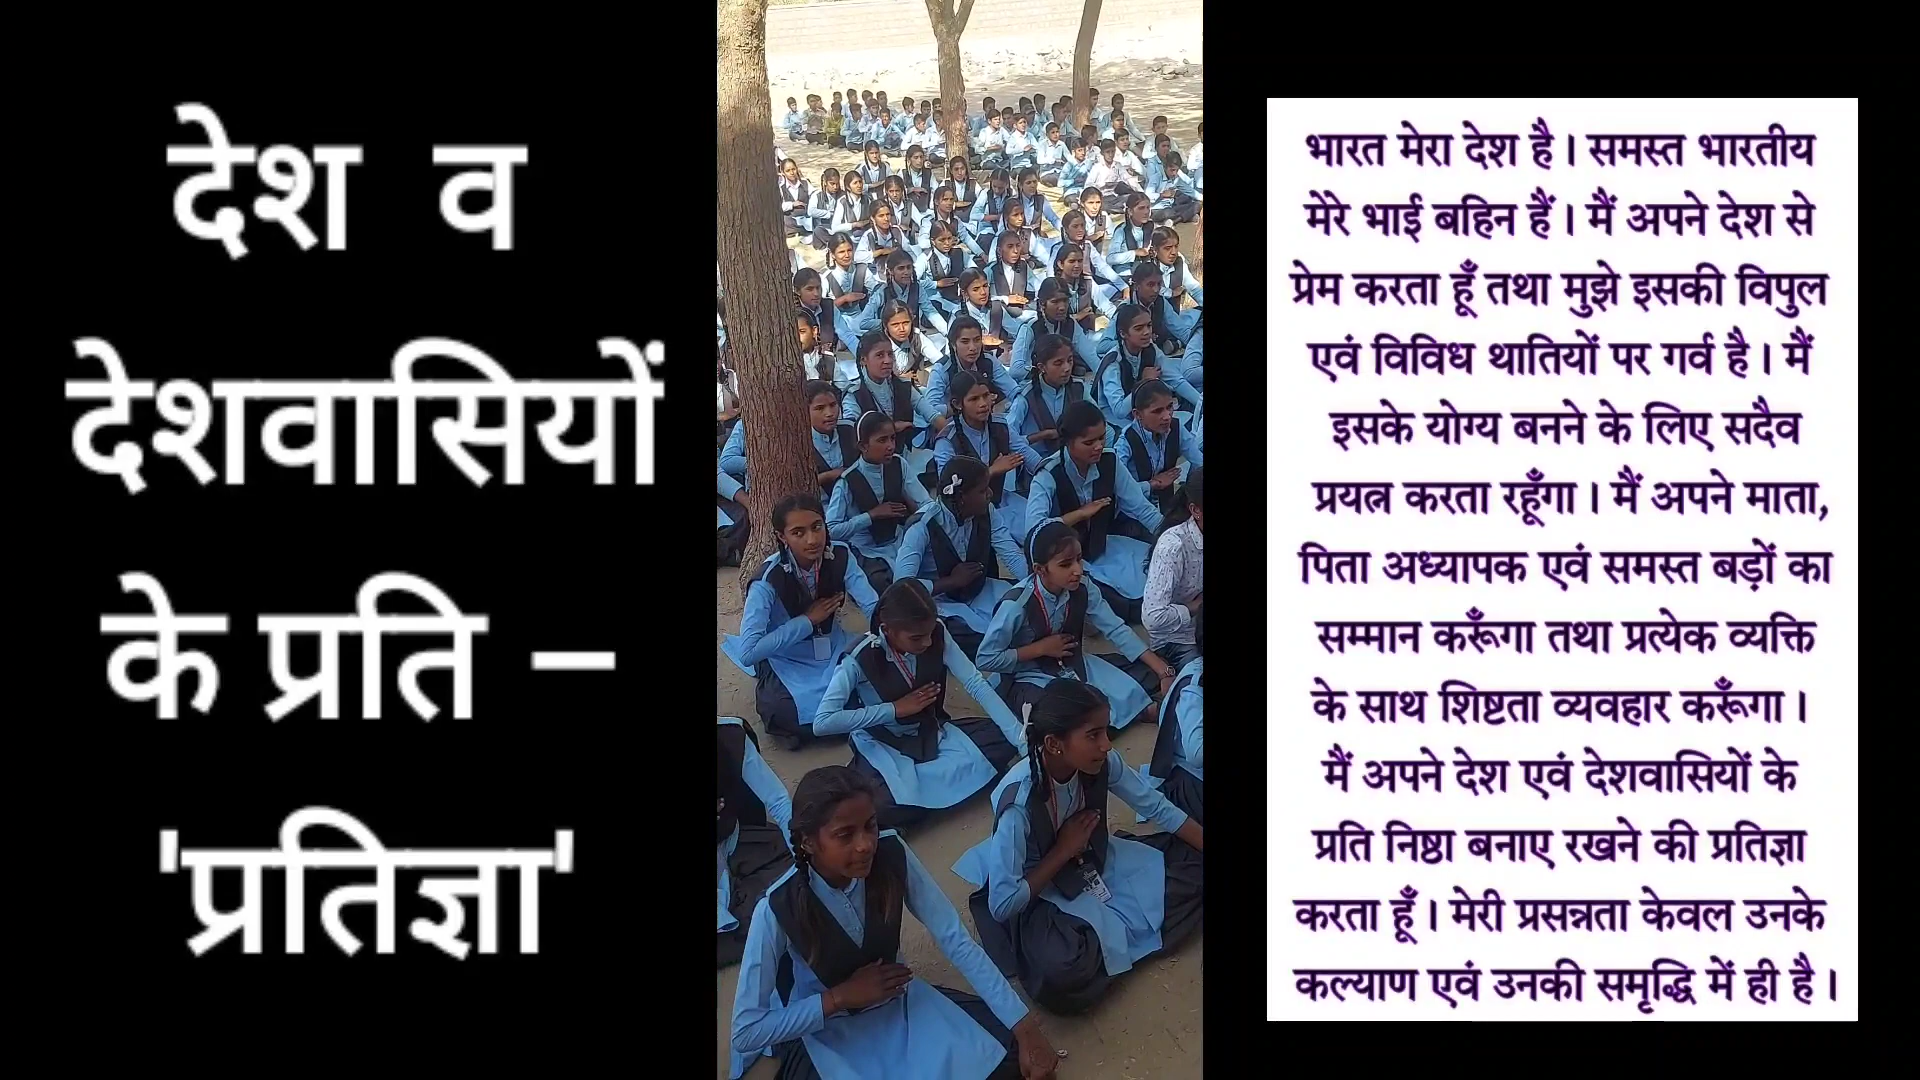 देश व
देशवासियों
के प्रति –
'प्रतिज्ञा'
भारत मेरा देश है। समस्त भारतीय
मेरे भाई बहिन हैं। मैं अपने देश से
प्रेम करता हूँ तथा मुझे इसकी विपुल
एवं विविध थातियों पर गर्व है। मैं
इसके योग्य बनने के लिए सदैव
प्रयत्न करता रहूँगा। मैं अपने माता,
पिता अध्यापक एवं समस्त बड़ों का
सम्मान करूँगा तथा प्रत्येक व्यक्ति
के साथ शिष्टता व्यवहार करूँगा।
मैं अपने देश एवं देशवासियों के
प्रति निष्ठा बनाए रखने की प्रतिज्ञा
करता हूँ। मेरी प्रसन्नता केवल उनके
कल्याण एवं उनकी समृद्धि में ही है।